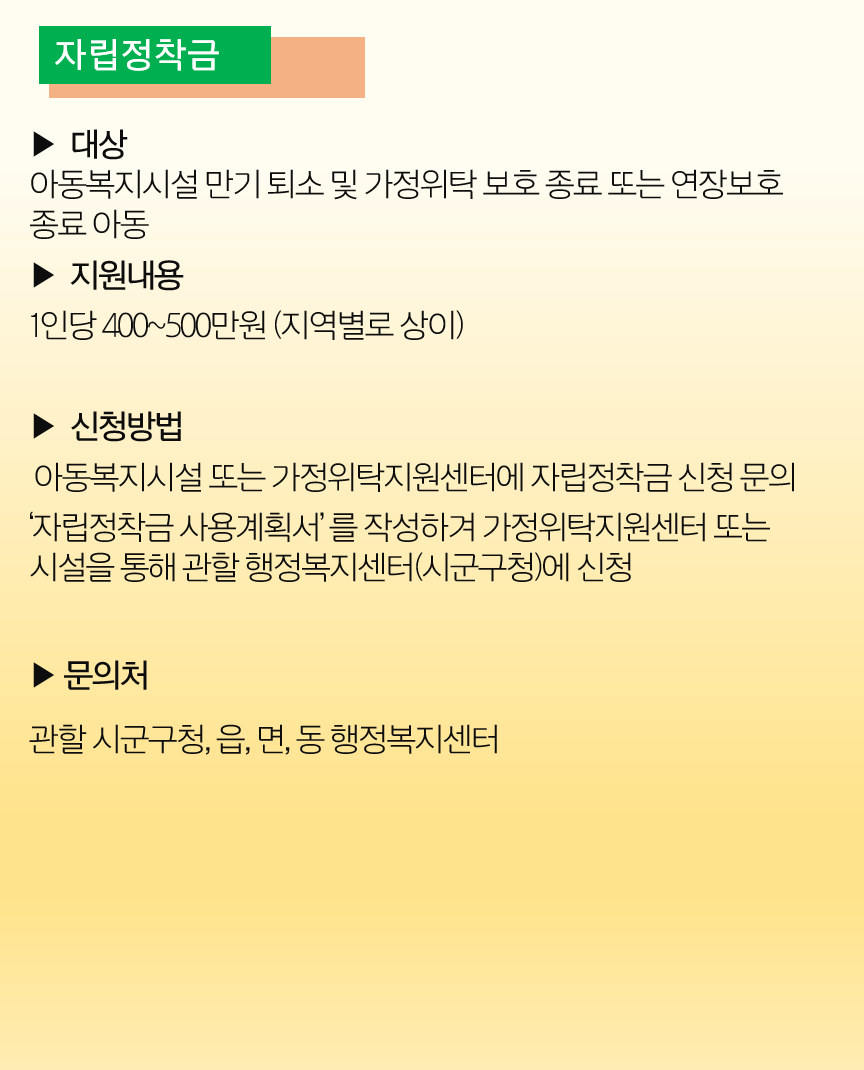 자립정착금
▶ 대상
아동복지시설 만기 퇴소 및 가정위탁 보호 종료 또는 연장보호
종료 아동
▶ 지원내용
1인당 400~500만원 (지역별로 상이)
▶ 신청방법
아동복지시설 또는 가정위탁지원센터에 자립정착금 신청 문의
‘자립정착금 사용계획서’ 를 작성하겨 가정위탁지원센터 또는
시설을 통해 관할 행정복지센터(시군구청)에 신청
▶ 문의처
관할 시군구청, 읍, 면, 동 행정복지센터